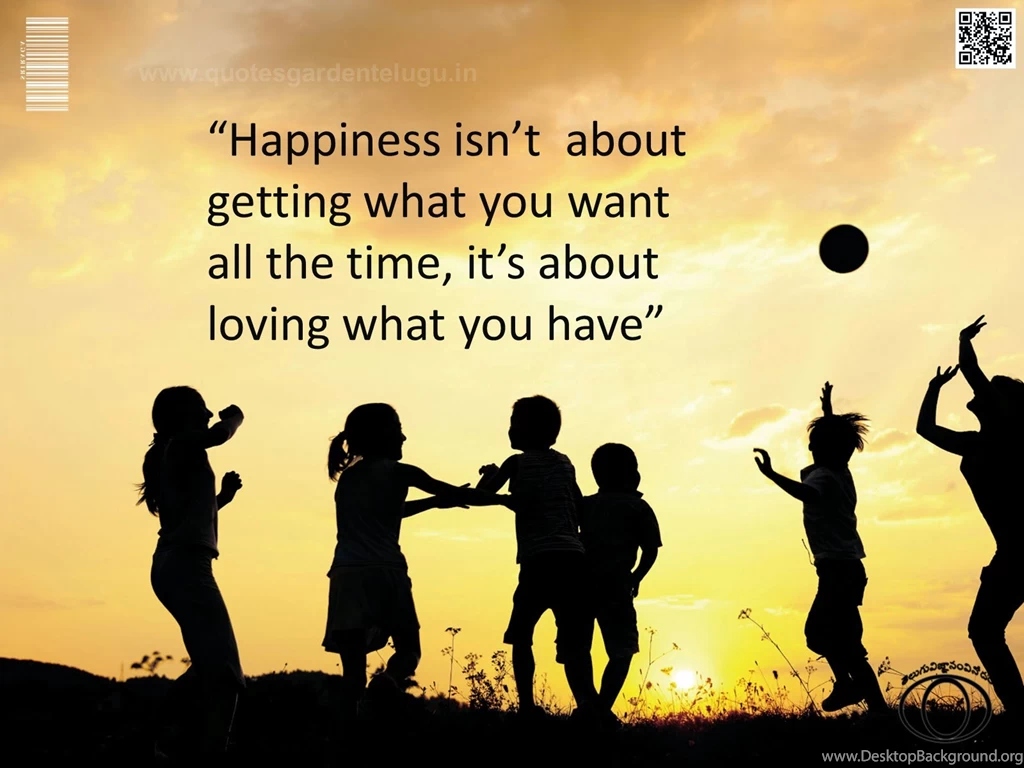 www.quotesgardentelugu.in
“Happiness isn’t  about
getting what you want
all the time, it’s about
loving what you have”
తెలుగువిజ్ఞానంవినోదం
www.DesktopBackground.org